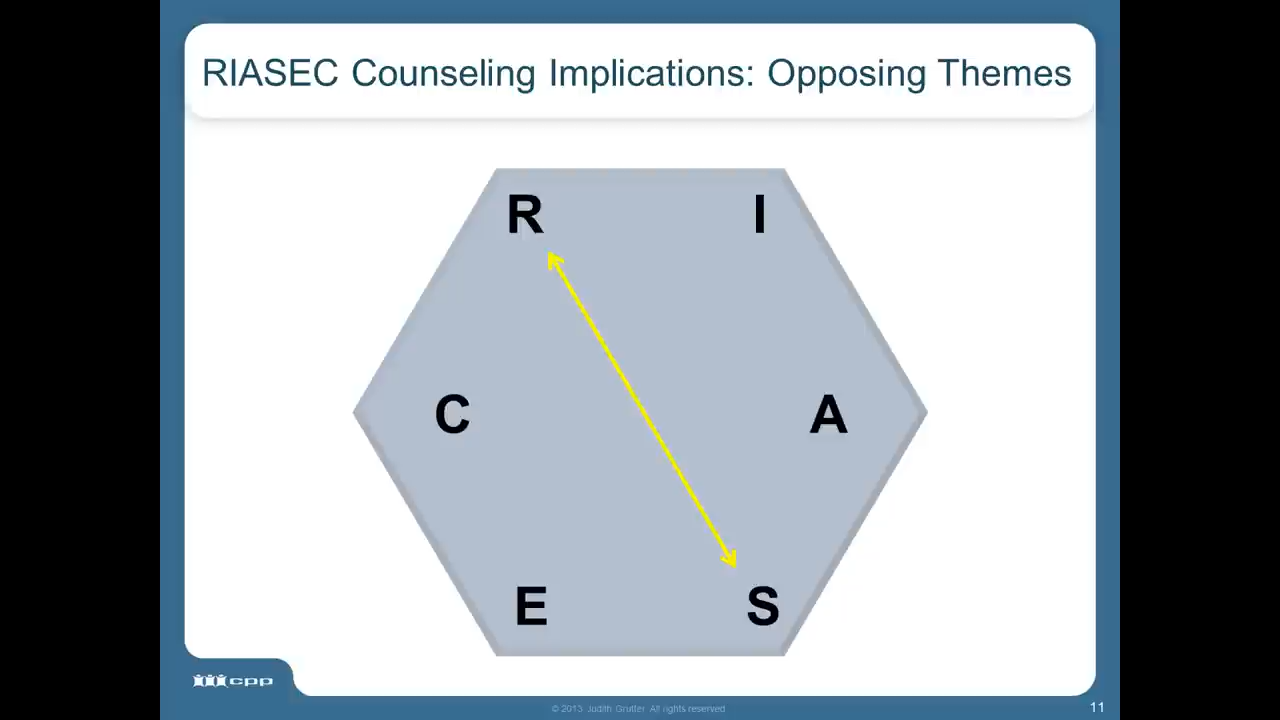 RIASEC Counseling Implications: Opposing Themes
R I
C A
E S
cpp
© 2013 Judith Grutter All rights reserved
11